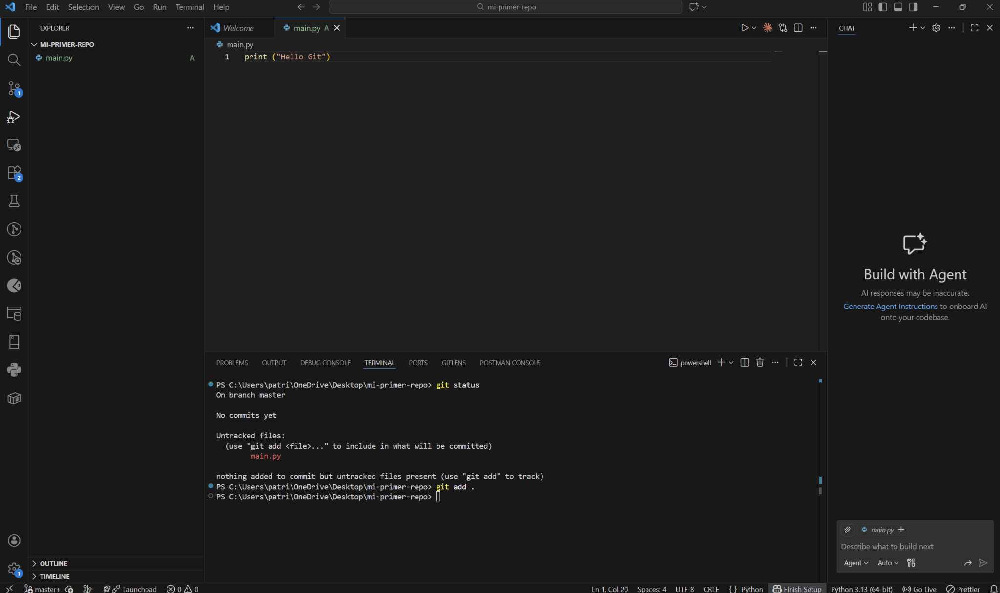 File Edit Selection View Go Run Terminal Help
mi-primer-repo
EXPLORER
MI-PRIMER-REPO
main.py A
Welcome
main.py A
main.py
1 print ("Hello Git")
CHAT
Build with Agent
AI responses may be inaccurate.
Generate Agent Instructions to onboard AI
onto your codebase.
PROBLEMS OUTPUT DEBUG CONSOLE TERMINAL PORTS GITLENS POSTMAN CONSOLE
powershell
PS C:\Users\patri\OneDrive\Desktop\mi-primer-repo> git status
On branch master
No commits yet
Untracked files:
(use "git add <file>..." to include in what will be committed)
main.py
nothing added to commit but untracked files present (use "git add" to track)
PS C:\Users\patri\OneDrive\Desktop\mi-primer-repo> git add .
PS C:\Users\patri\OneDrive\Desktop\mi-primer-repo>
main.py
Describe what to build next
Agent Auto
1
2
1
OUTLINE
TIMELINE
master+ Launchpad 0 0 Ln 1, Col 20 Spaces: 4 UTF-8 CRLF { } Python Finish Setup Python 3.13 (64-bit) Go Live Prettier